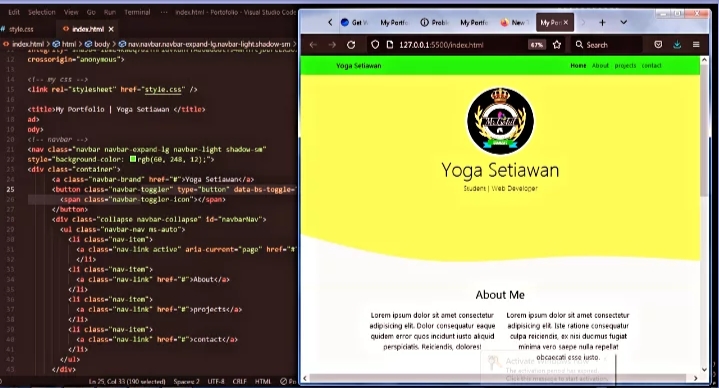 Edit Selection View Go Run Terminal ··· index.html - Portofolio - Visual Studio Code
# style.css index.html ×
index.html > html > body > nav.navbar.navbar-expand-lg.navbar-light.shadow-sm
crossorigin="anonymous">
<!-- my css -->
<link rel="stylesheet" href="style.css" />
<title>My Portfolio | Yoga Setiawan </title>
ad>
ody>
<!-- navbar -->
<nav class="navbar navbar-expand-lg navbar-light shadow-sm"
style="background-color: rgb(60, 248, 12);">
<div class="container">
<a class="navbar-brand" href="#">Yoga Setiawan</a>
25 <button class="navbar-toggler" type="button" data-bs-toggle="
<span class="navbar-toggler-icon"></span>
</button>
<div class="collapse navbar-collapse" id="navbarNav">
<ul class="navbar-nav ms-auto">
<li class="nav-item">
<a class="nav-link active" aria-current="page" href="#"
</li>
<li class="nav-item">
<a class="nav-link" href="#">About</a>
</li>
<li class="nav-item">
<a class="nav-link" href="#">projects</a>
</li>
<li class="nav-item">
<a class="nav-link" href="#">contact</a>
</li>
</ul>
</div>
Ln 25, Col 33 (190 selected) Spaces: 2 UTF-8 CRLF HTML
Get My Portfo Proble My Portfo New My Port ×
127.0.0.1:5500/index.html 67% Search
Yoga Setiawan Home About projects contact
Yoga Setiawan
Student | Web Developer
About Me
Lorem ipsum dolor sit amet consectetur
adipisicing elit. Dolor consequatur eaque
quidem error quos incidunt iusto aliquid
perspiciatis. Reiciendis, dolores!
Lorem ipsum dolor sit amet consectetur
adipisicing elit. Iste ratione consequatur
culpa reiciendis, ex nisi ducimus fugiat
minima vero saepe nulla repellat
obcaecati esse iusto.